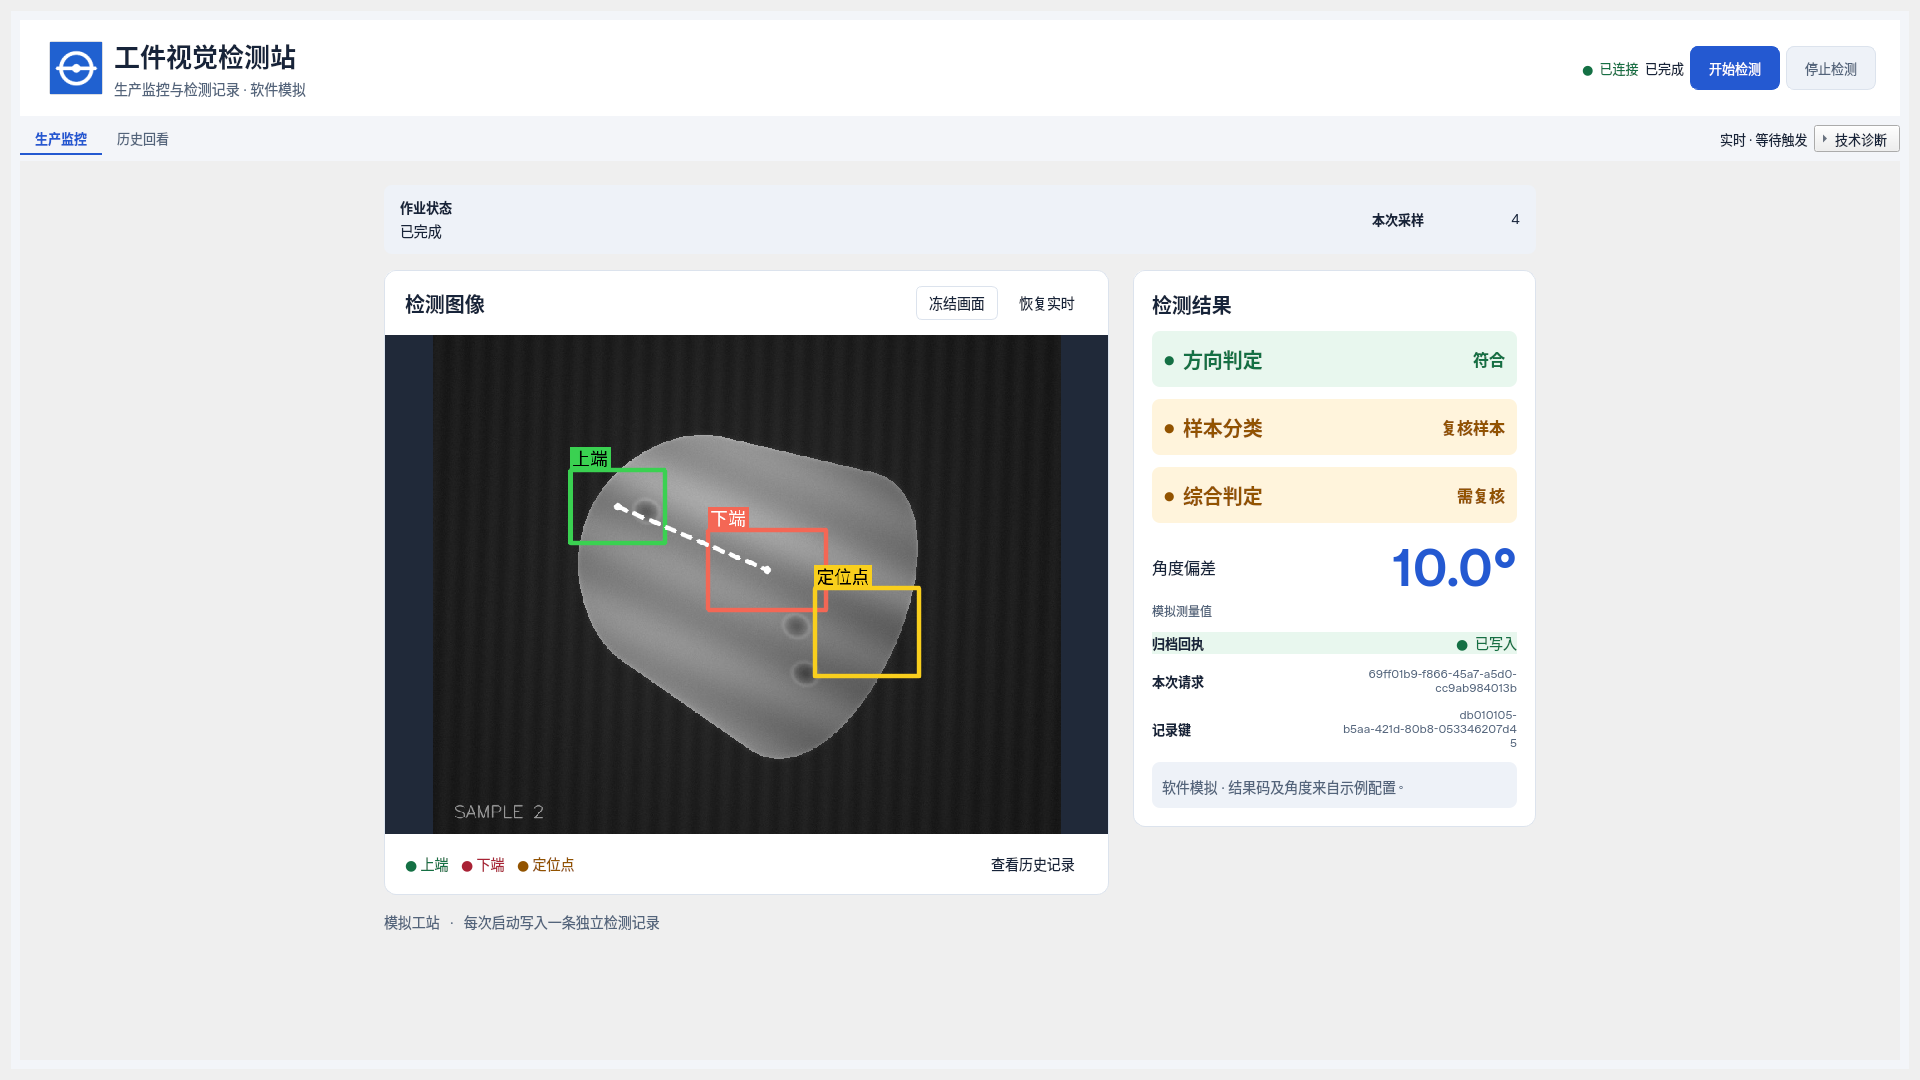 工件视觉检测站
生产监控与检测记录 · 软件模拟
已连接 已完成 开始检测 停止检测
生产监控 历史回看
实时 · 等待触发 技术诊断
作业状态
已完成
本次采样 4
检测图像
冻结画面 恢复实时
上端
下端
定位点
SAMPLE 2
上端 下端 定位点
查看历史记录
检测结果
方向判定 符合
样本分类 复核样本
综合判定 需复核
角度偏差 10.0°
模拟测量值
归档回执 已写入
本次请求 69ff01b9-f866-45a7-a5d0-
cc9ab984013b
记录键 db010105-
b5aa-421d-80b8-053346207d4
5
软件模拟 · 结果码及角度来自示例配置。
模拟工站 · 每次启动写入一条独立检测记录